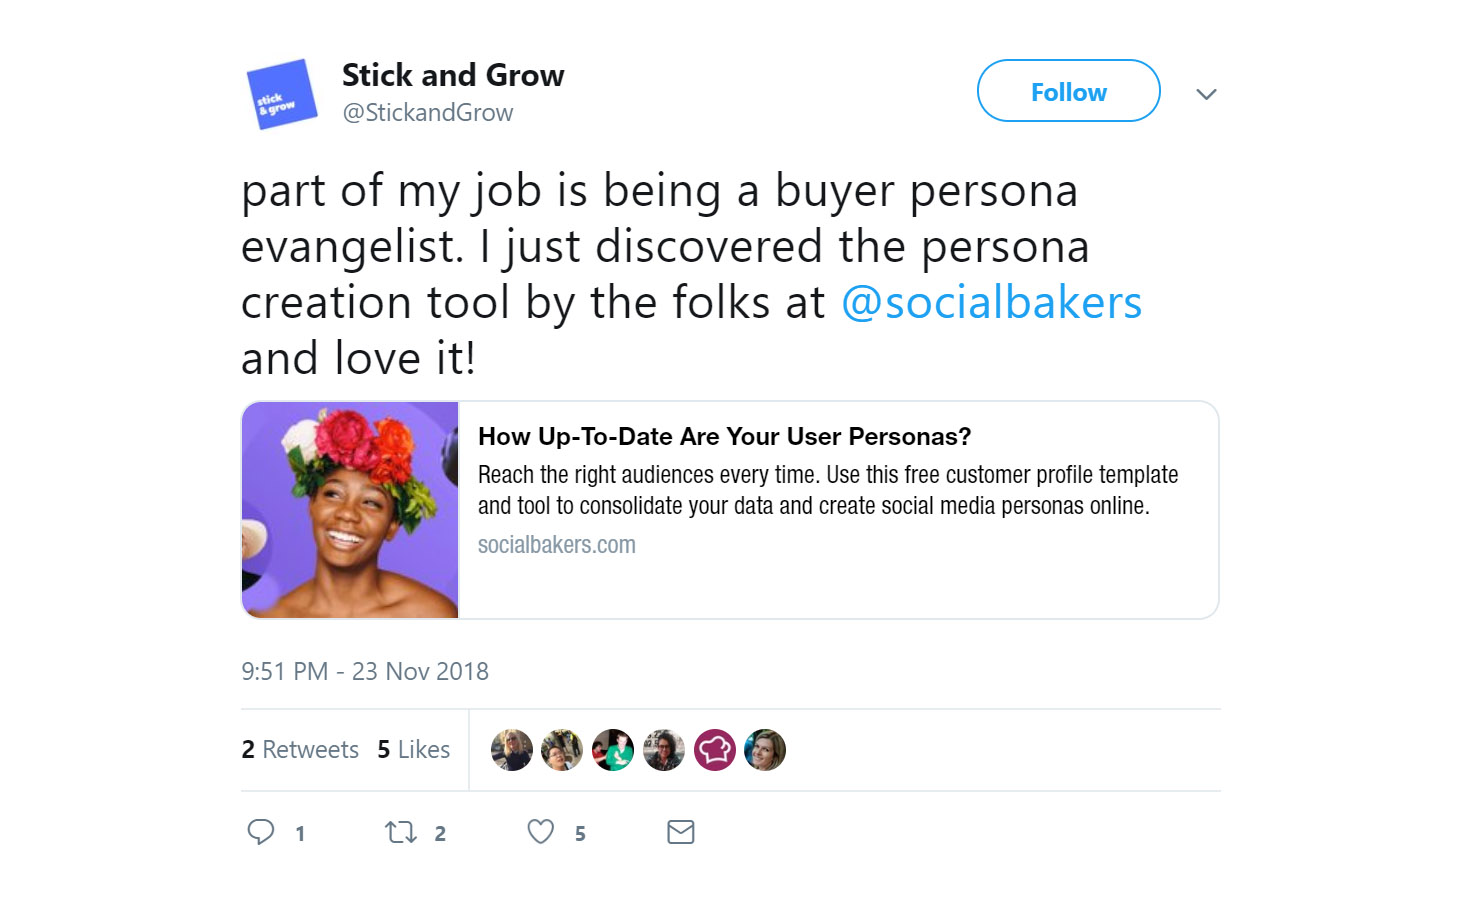 stick
& grow
Stick and Grow
@StickandGrow
Follow
part of my job is being a buyer persona
evangelist. I just discovered the persona
creation tool by the folks at @socialbakers
and love it!
How Up-To-Date Are Your User Personas?
Reach the right audiences every time. Use this free customer profile template
and tool to consolidate your data and create social media personas online.
socialbakers.com
9:51 PM - 23 Nov 2018
2 Retweets 5 Likes
1 2 5